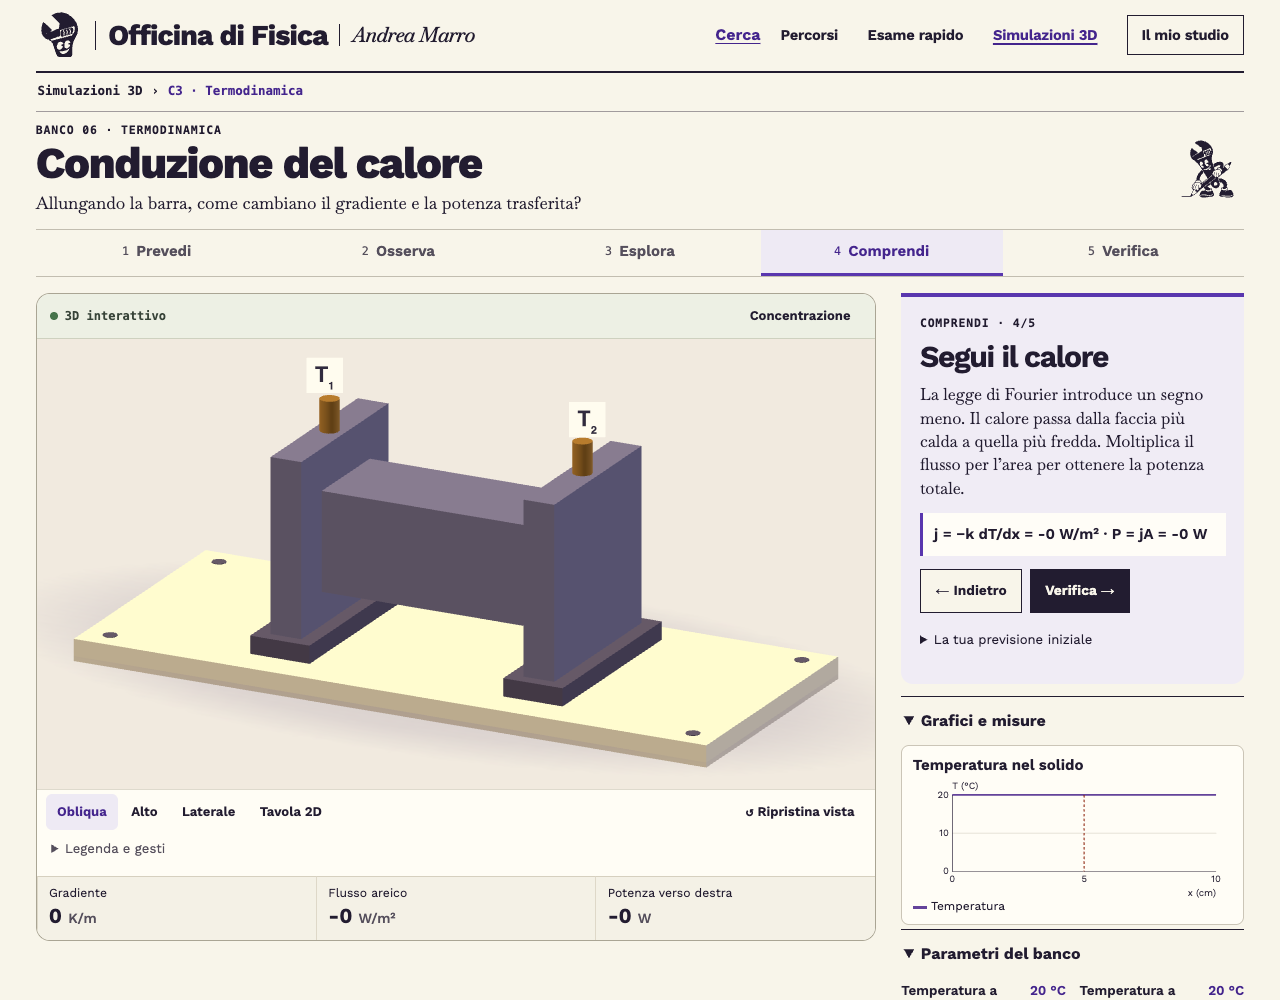 Officina di Fisica
Andrea Marro
Cerca
Percorsi
Esame rapido
Simulazioni 3D
Il mio studio
Simulazioni 3D › C3 · Termodinamica
BANCO 06 · TERMODINAMICA
Conduzione del calore
Allungando la barra, come cambiano il gradiente e la potenza trasferita?
1 Prevedi
2 Osserva
3 Esplora
4 Comprendi
5 Verifica
3D interattivo
Concentrazione
T1
T2
Obliqua
Alto
Laterale
Tavola 2D
↺ Ripristina vista
▶ Legenda e gesti
Gradiente
0 K/m
Flusso areico
-0 W/m²
Potenza verso destra
-0 W
COMPRENDI · 4/5
Segui il calore
La legge di Fourier introduce un segno
meno. Il calore passa dalla faccia più
calda a quella più fredda. Moltiplica il
flusso per l’area per ottenere la potenza
totale.
j = −k dT/dx = -0 W/m² · P = jA = -0 W
← Indietro
Verifica →
▶ La tua previsione iniziale
▼ Grafici e misure
Temperatura nel solido
T (°C)
20
10
0
0
5
10
x (cm)
Temperatura
▼ Parametri del banco
Temperatura a
20 °C
Temperatura a
20 °C